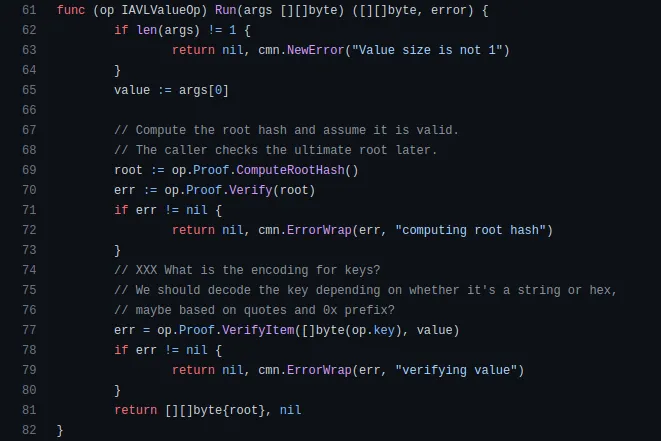 61 func (op IAVLValueOp) Run(args [][]byte) ([][]byte, error) {
62 if len(args) != 1 {
63 return nil, cmn.NewError("Value size is not 1")
64 }
65 value := args[0]
66
67 // Compute the root hash and assume it is valid.
68 // The caller checks the ultimate root later.
69 root := op.Proof.ComputeRootHash()
70 err := op.Proof.Verify(root)
71 if err != nil {
72 return nil, cmn.ErrorWrap(err, "computing root hash")
73 }
74 // XXX What is the encoding for keys?
75 // We should decode the key depending on whether it's a string or hex,
76 // maybe based on quotes and 0x prefix?
77 err = op.Proof.VerifyItem([]byte(op.key), value)
78 if err != nil {
79 return nil, cmn.ErrorWrap(err, "verifying value")
80 }
81 return [][]byte{root}, nil
82 }